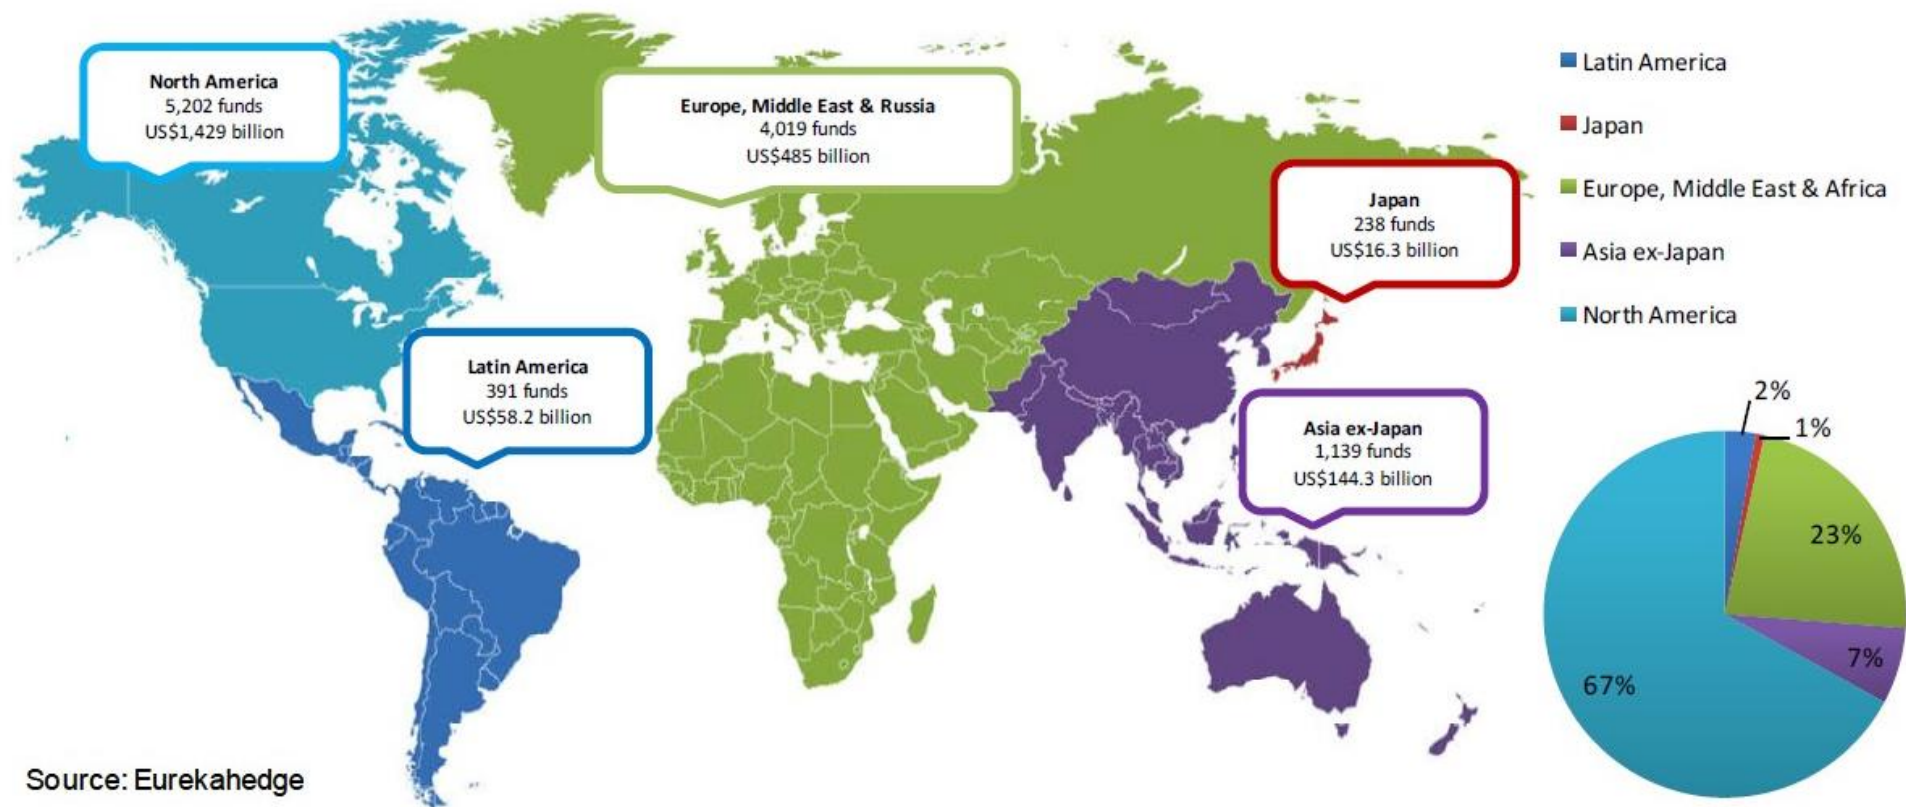 North America
5,202 funds
US$1,429 billion
Europe, Middle East & Russia
4,019 funds
US$485 billion
Japan
238 funds
US$16.3 billion
Latin America
391 funds
US$58.2 billion
Asia ex-Japan
1,139 funds
US$144.3 billion
Latin America
Japan
Europe, Middle East & Africa
Asia ex-Japan
North America
2%
1%
23%
7%
67%
Source: Eurekahedge